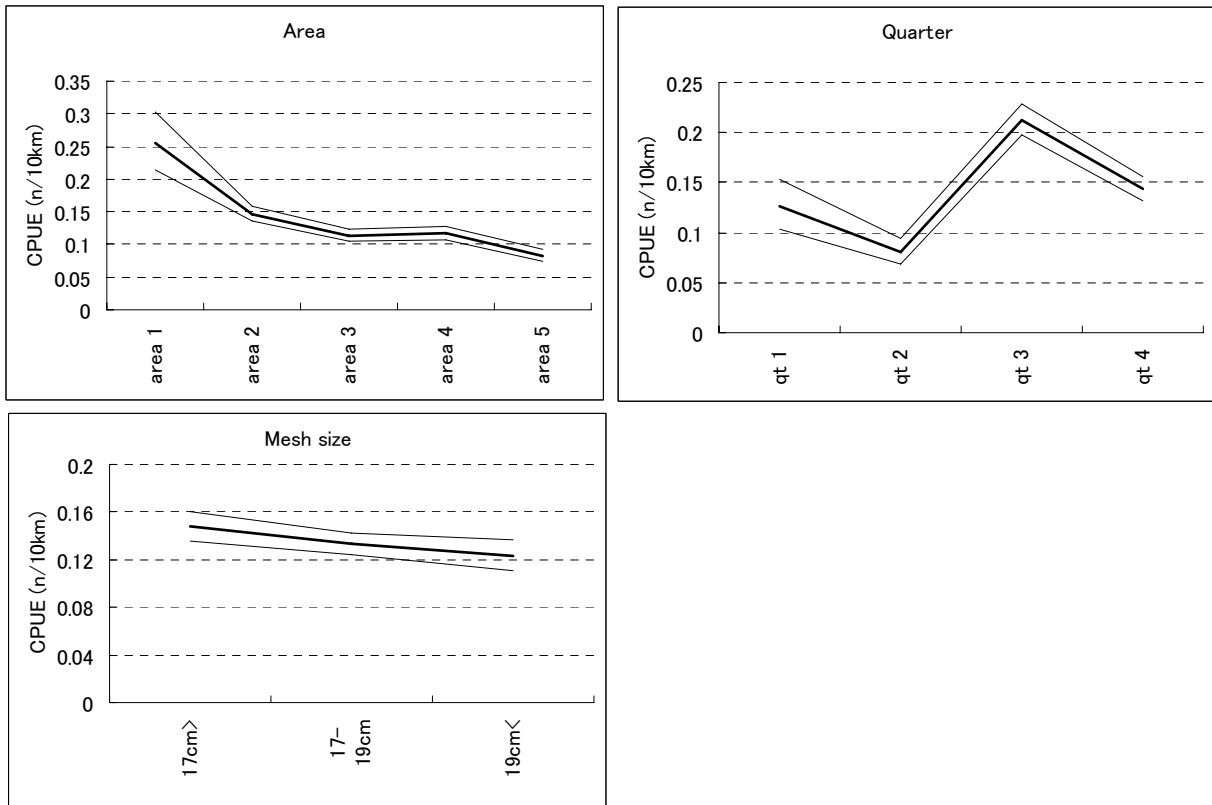 Area
CPUE (n/10km)
0.35
0.3
0.25
0.2
0.15
0.1
0.05
0
area 1
area 2
area 3
area 4
area 5
Quarter
CPUE (n/10km)
0.25
0.2
0.15
0.1
0.05
0
qt 1
qt 2
qt 3
qt 4
Mesh size
CPUE (n/10km)
0.2
0.16
0.12
0.08
0.04
0
17cm>
17-
19cm
19cm<